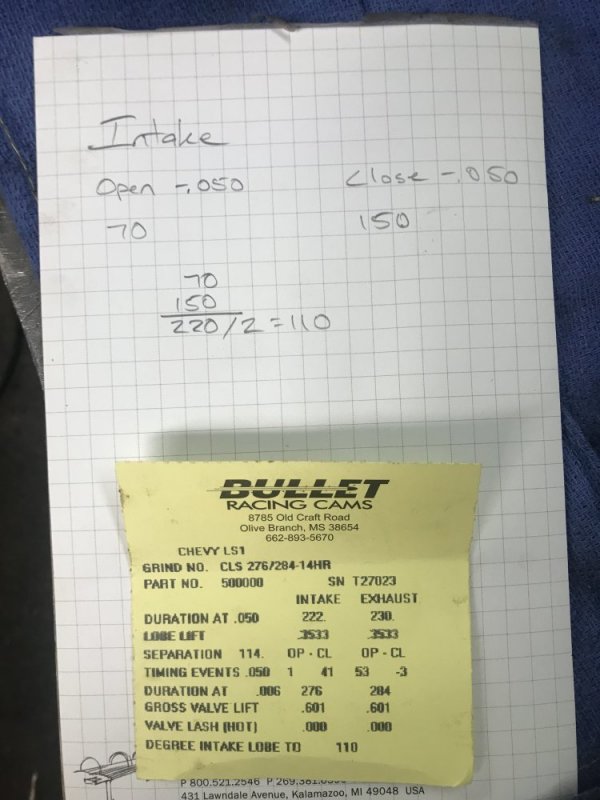 Intake
Open -.050 Close -.050
70 150
70
150
220/2=110
BULLET
RACING CAMS
8785 Old Craft Road
Olive Branch, MS 38654
662-893-5670
CHEVY LS1
GRIND NO. CLS 276/284-14HR
PART NO. 500000 SN T27023
INTAKE EXHAUST
DURATION AT .050 222. 230.
LOBE LIFT .3533 .3533
SEPARATION 114. OP - CL OP - CL
TIMING EVENTS .050 1 41 53 -3
DURATION AT .006 276 284
GROSS VALVE LIFT .601 .601
VALVE LASH (HOT) .000 .000
DEGREE INTAKE LOBE TO 110
P 800.521.2546 P 269.381.
431 Lawndale Avenue, Kalamazoo, MI 49048 USA